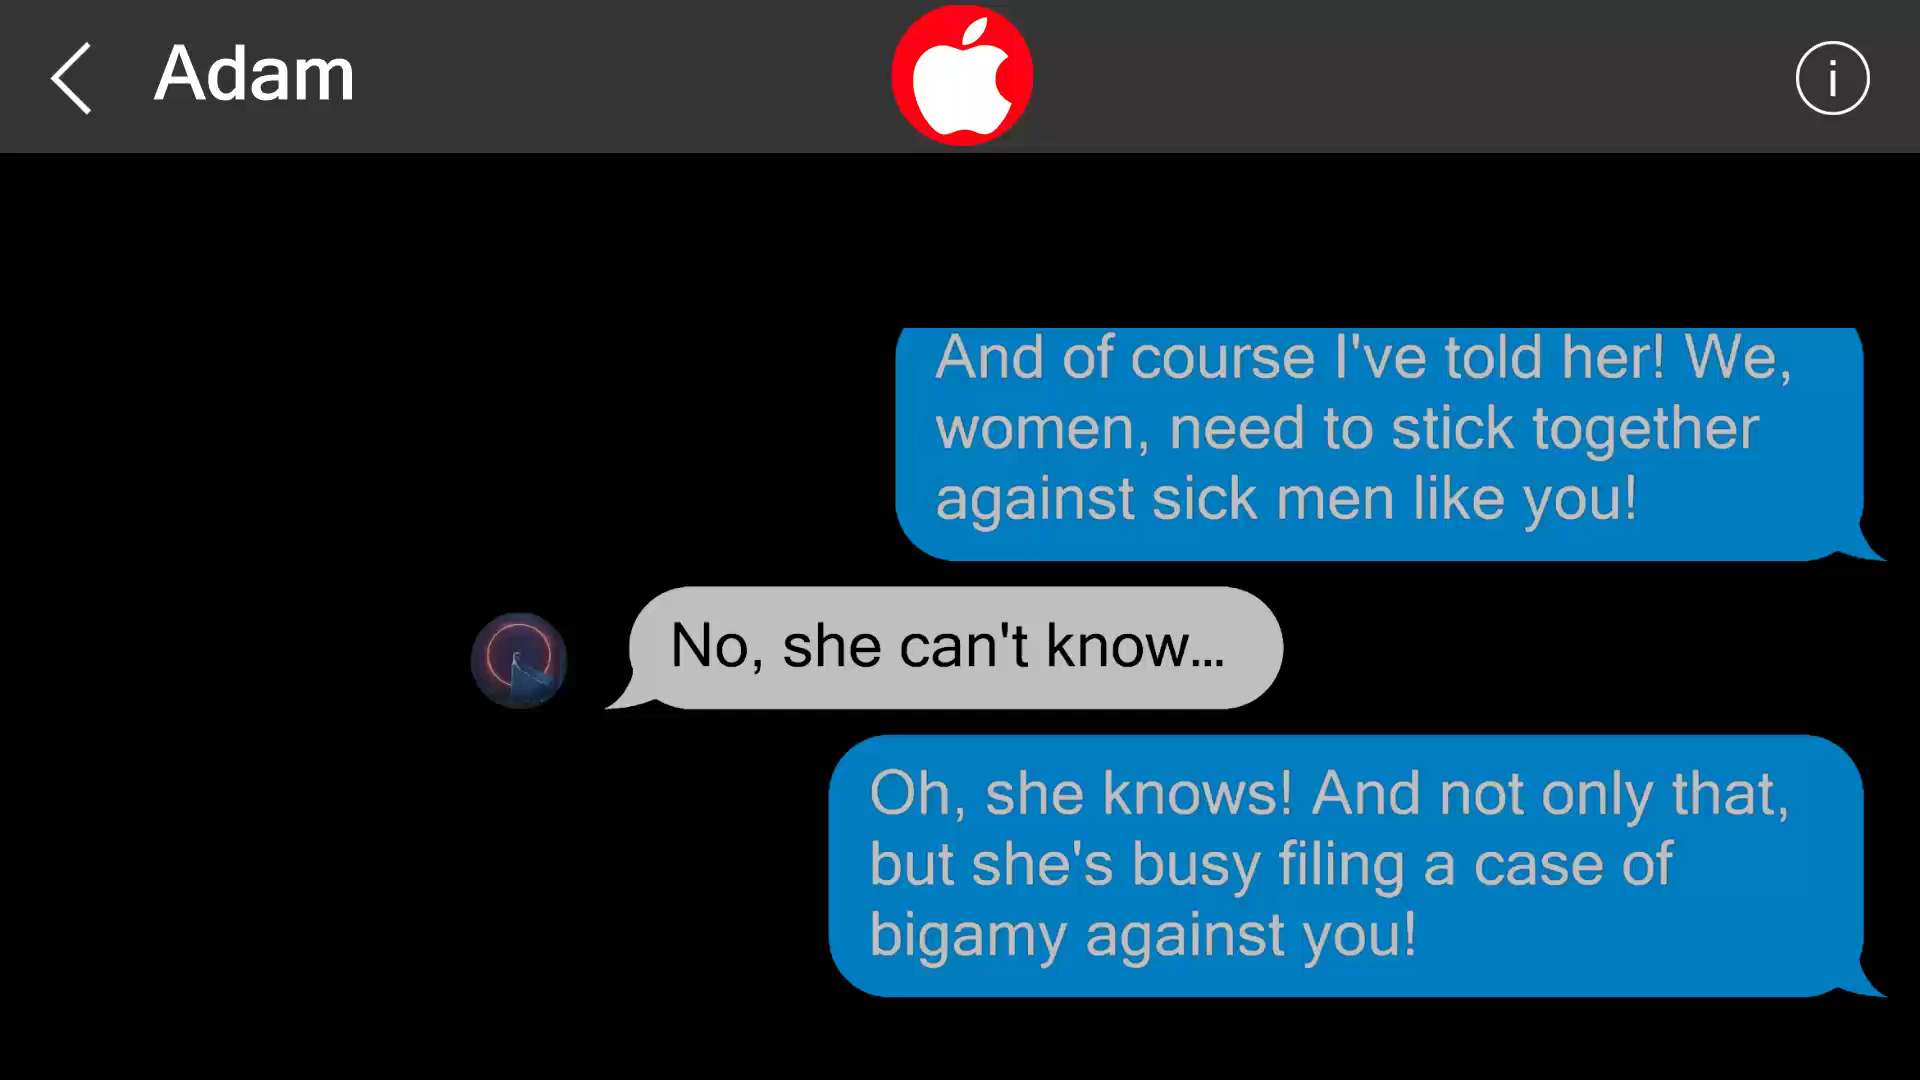 Adam
i
And of course I've told her! We,
women, need to stick together
against sick men like you!
No, she can't know...
Oh, she knows! And not only that,
but she's busy filing a case of
bigamy against you!